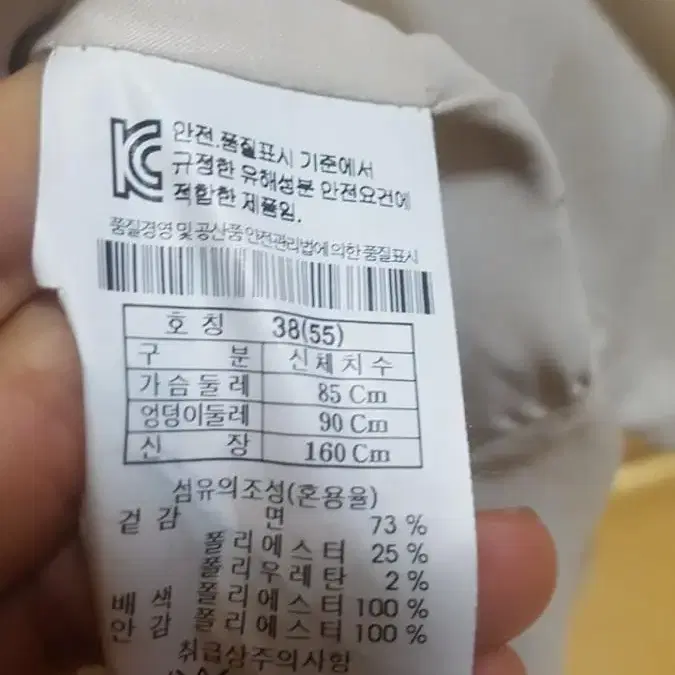 KC 안전.품질표시 기준에서
규정한 유해성분 안전요건에
적합한 제품임.
품질경영 및 공산품 안전관리법에 의한 품질표시
호 칭 38(55)
구 분 신체치수
가슴둘레 85 Cm
엉덩이둘레 90 Cm
신 장 160 Cm
섬유의조성(혼용율)
겉 감 면 73 %
폴리에스터 25 %
폴리우레탄 2 %
배 색 폴리에스터 100 %
안 감 폴리에스터 100 %
취급상주의사항